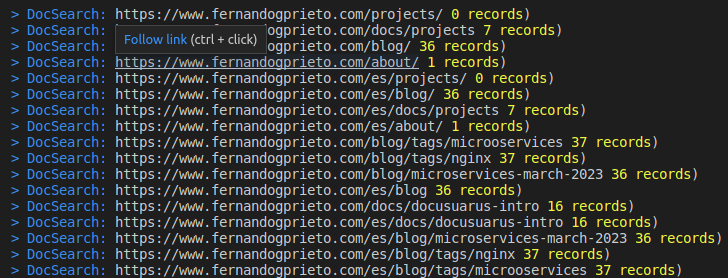 > DocSearch: https://www.fernandogprieto.com/projects/ 0 records)
> DocSearch: https://www.fernandogprieto.com/docs/projects 7 records)
> DocSearch: https://www.fernandogprieto.com/blog/ 36 records)
Follow link (ctrl + click)
> DocSearch: https://www.fernandogprieto.com/about/ 1 records)
> DocSearch: https://www.fernandogprieto.com/es/projects/ 0 records)
> DocSearch: https://www.fernandogprieto.com/es/blog/ 36 records)
> DocSearch: https://www.fernandogprieto.com/es/docs/projects 7 records)
> DocSearch: https://www.fernandogprieto.com/es/about/ 1 records)
> DocSearch: https://www.fernandogprieto.com/blog/tags/microoservices 37 records)
> DocSearch: https://www.fernandogprieto.com/blog/tags/nginx 37 records)
> DocSearch: https://www.fernandogprieto.com/blog/microservices-march-2023 36 records)
> DocSearch: https://www.fernandogprieto.com/es/blog 36 records)
> DocSearch: https://www.fernandogprieto.com/docs/docusuarus-intro 16 records)
> DocSearch: https://www.fernandogprieto.com/es/docs/docusuarus-intro 16 records)
> DocSearch: https://www.fernandogprieto.com/es/blog/microservices-march-2023 36 records)
> DocSearch: https://www.fernandogprieto.com/es/blog/tags/nginx 37 records)
> DocSearch: https://www.fernandogprieto.com/es/blog/tags/microoservices 37 records)